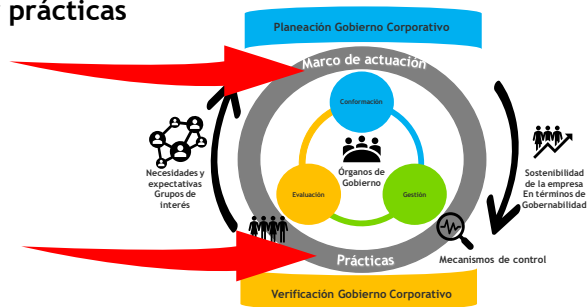 prácticas
Planeación Gobierno Corporativo
Marco de actuación
Conformación
Órganos de
Gobierno
Evaluación
Gestión
Necesidades y
expectativas
Grupos de
interés
Sostenibilidad
de la empresa
En términos de
Gobernabilidad
Prácticas
Mecanismos de control
Verificación Gobierno Corporativo